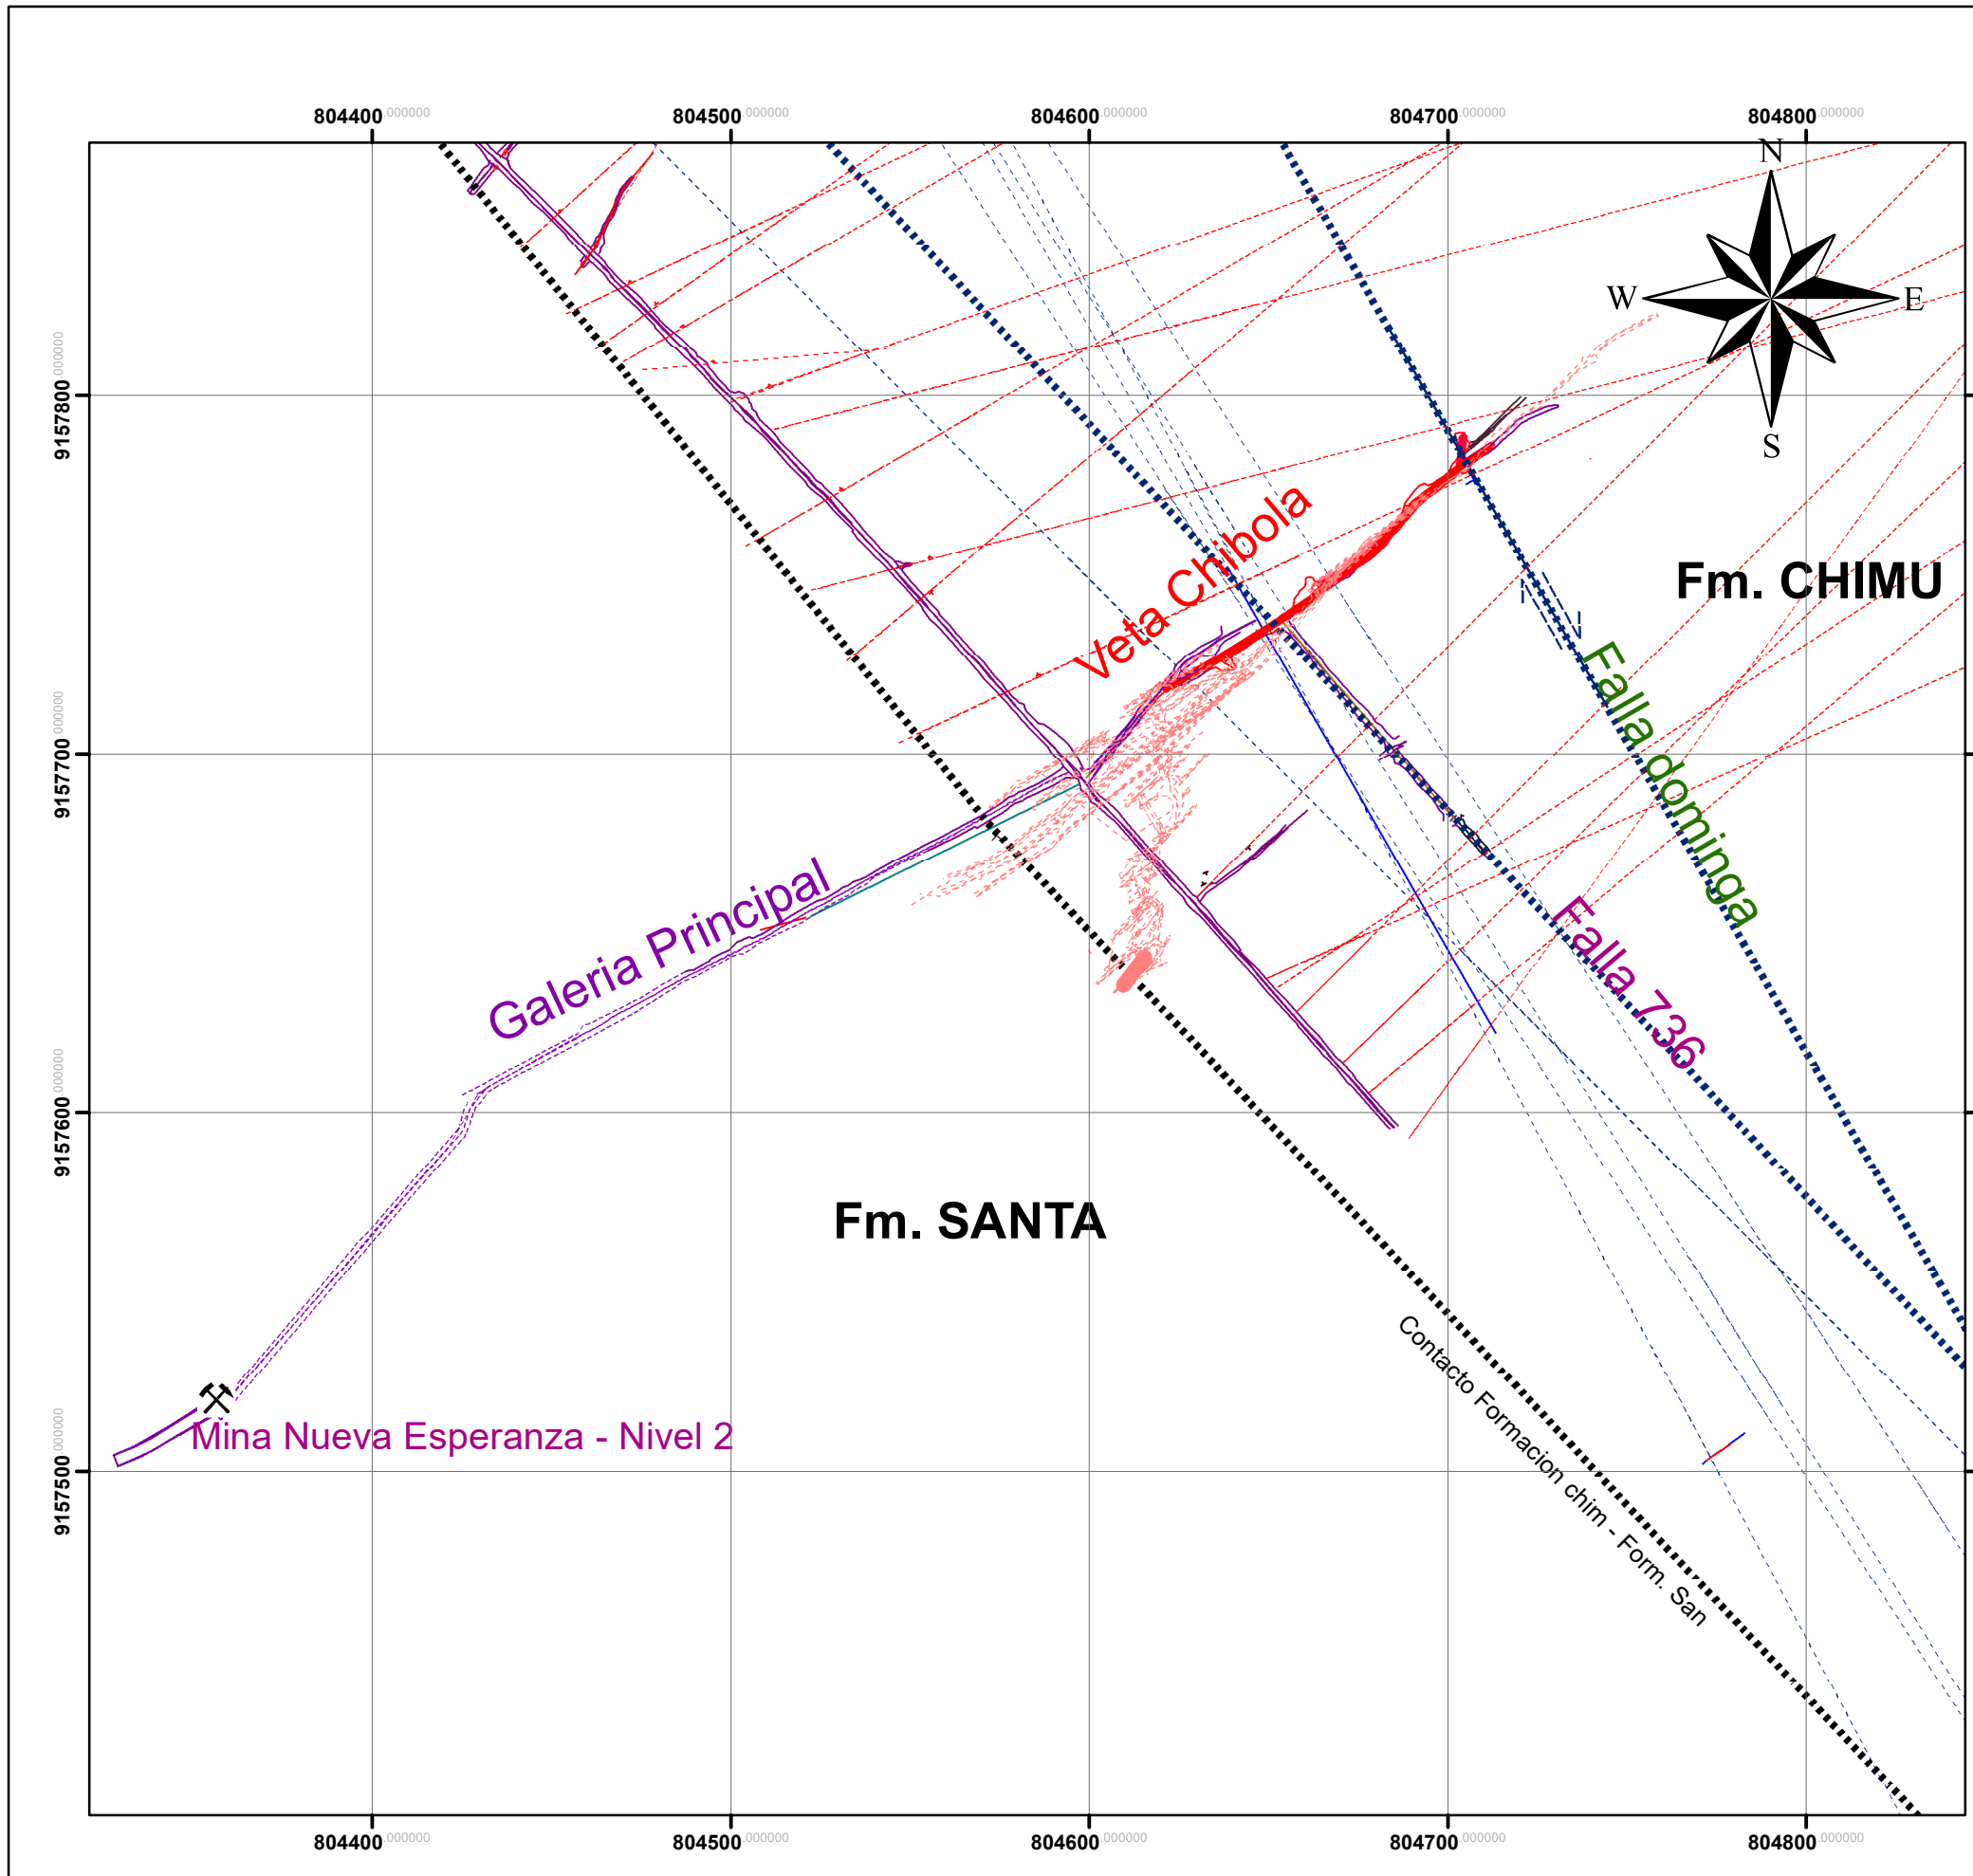 804400.000000 804500.000000 804600.000000 804700.000000 804800.000000
N
W E
S
9157800.000000
Veta Chibola
Fm. CHIMU
9157700.000000
Falla dominga
Galeria Principal
Falla 736
9157600.000000
Fm. SANTA
Contacto Formacion chim - Form. San
Mina Nueva Esperanza - Nivel 2
9157500.000000
804400.000000 804500.000000 804600.000000 804700.000000 804800.000000